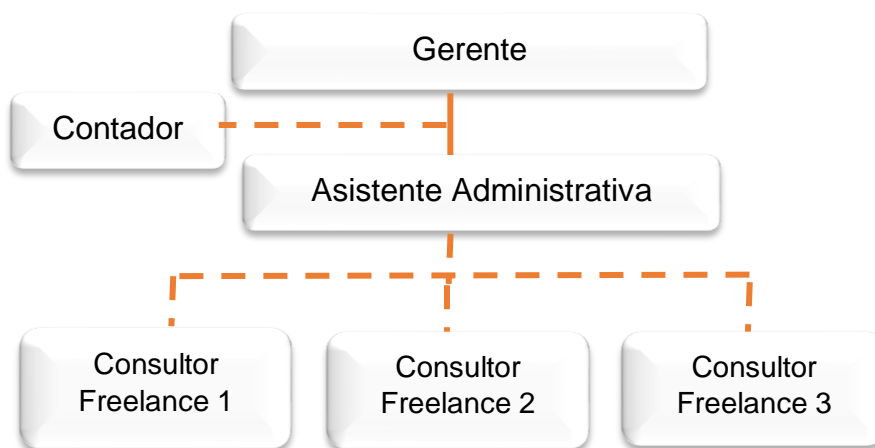 Gerente
Contador
Asistente Administrativa
Consultor
Freelance 1
Consultor
Freelance 2
Consultor
Freelance 3